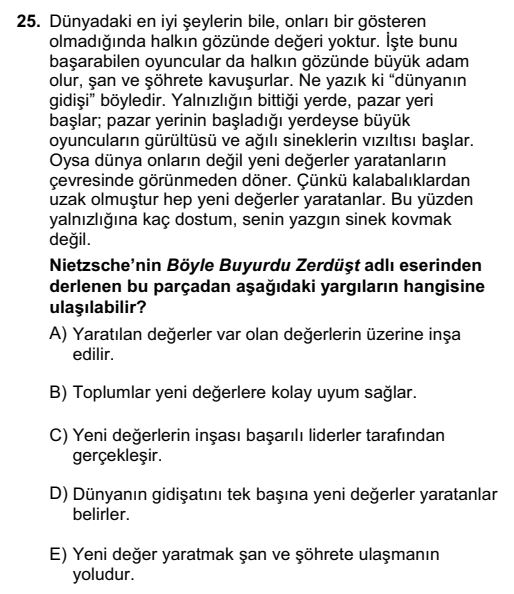 25. Dünyadaki en iyi şeylerin bile, onları bir gösteren
olmadığında halkın gözünde değeri yoktur. İşte bunu
başarabilen oyuncular da halkın gözünde büyük adam
olur, şan ve şöhrete kavuşurlar. Ne yazık ki “dünyanın
gidişi” böyledir. Yalnızlığın bittiği yerde, pazar yeri
başlar; pazar yerinin başladığı yerdeyse büyük
oyuncuların gürültüsü ve ağılı sineklerin vızıltısı başlar.
Oysa dünya onların değil yeni değerler yaratanların
çevresinde görünmeden döner. Çünkü kalabalıklardan
uzak olmuştur hep yeni değerler yaratanlar. Bu yüzden
yalnızlığına kaç dostum, senin yazgın sinek kovmak
değil.
Nietzsche’nin Böyle Buyurdu Zerdüşt adlı eserinden
derlenen bu parçadan aşağıdaki yargıların hangisine
ulaşılabilir?
A) Yaratılan değerler var olan değerlerin üzerine inşa
edilir.
B) Toplumlar yeni değerlere kolay uyum sağlar.
C) Yeni değerlerin inşası başarılı liderler tarafından
gerçekleşir.
D) Dünyanın gidişatını tek başına yeni değerler yaratanlar
belirler.
E) Yeni değer yaratmak şan ve şöhrete ulaşmanın
yoludur.